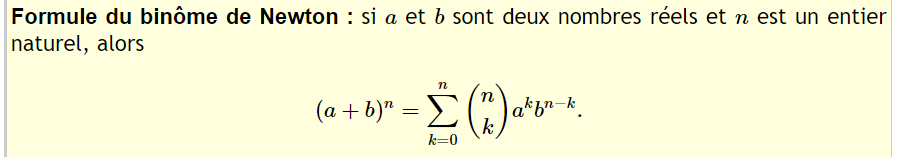 Formule du binôme de Newton : si a et b sont deux nombres réels et n est un entier
naturel, alors
(a + b)ⁿ = ∑_{k=0}^{n} \binom{n}{k} aᵏbⁿ⁻ᵏ.